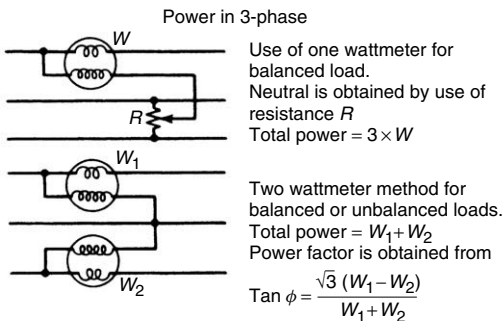 Power in 3-phase
W
Use of one wattmeter for
balanced load.
Neutral is obtained by use of
resistance R
Total power = 3 × W
R
W₁
Two wattmeter method for
balanced or unbalanced loads.
Total power = W₁+W₂
Power factor is obtained from
Tan ϕ = √3 (W₁−W₂) / W₁+W₂
W₂